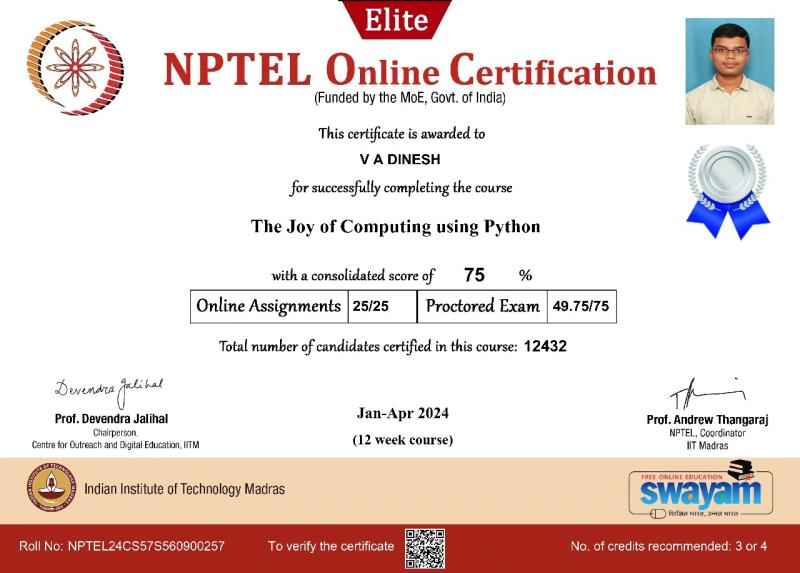 Elite
NPTEL Online Certification
(Funded by the MoE, Govt. of India)
This certificate is awarded to
V A DINESH
for successfully completing the course
The Joy of Computing using Python
with a consolidated score of 75 %
Online Assignments 25/25 Proctored Exam 49.75/75
Total number of candidates certified in this course: 12432
Devendra Jalihal
Prof. Devendra Jalihal
Chairperson,
Centre for Outreach and Digital Education, IITM
Jan-Apr 2024
(12 week course)
Prof. Andrew Thangaraj
NPTEL, Coordinator
IIT Madras
Indian Institute of Technology Madras
FREE ONLINE EDUCATION
swayam
शिक्षित भारत, उन्नत भारत
Roll No: NPTEL24CS57S560900257
To verify the certificate
No. of credits recommended: 3 or 4